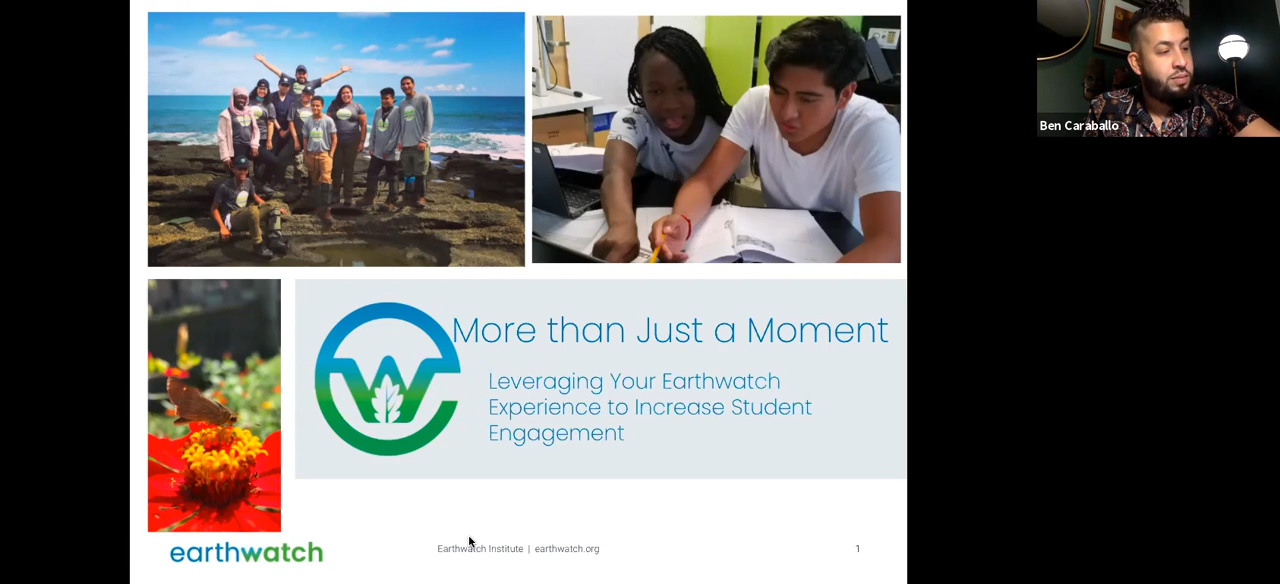 Ben Caraballo
More than Just a Moment
Leveraging Your Earthwatch
Experience to Increase Student
Engagement
earthwatch
Earthwatch Institute | earthwatch.org
1